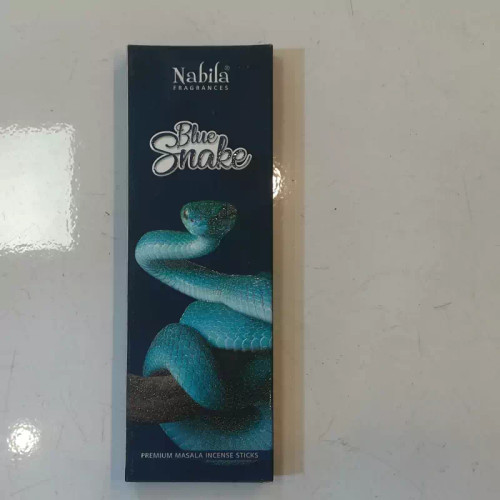 Nabila®
FRAGRANCES
Blue
Snake
PREMIUM MASALA INCENSE STICKS